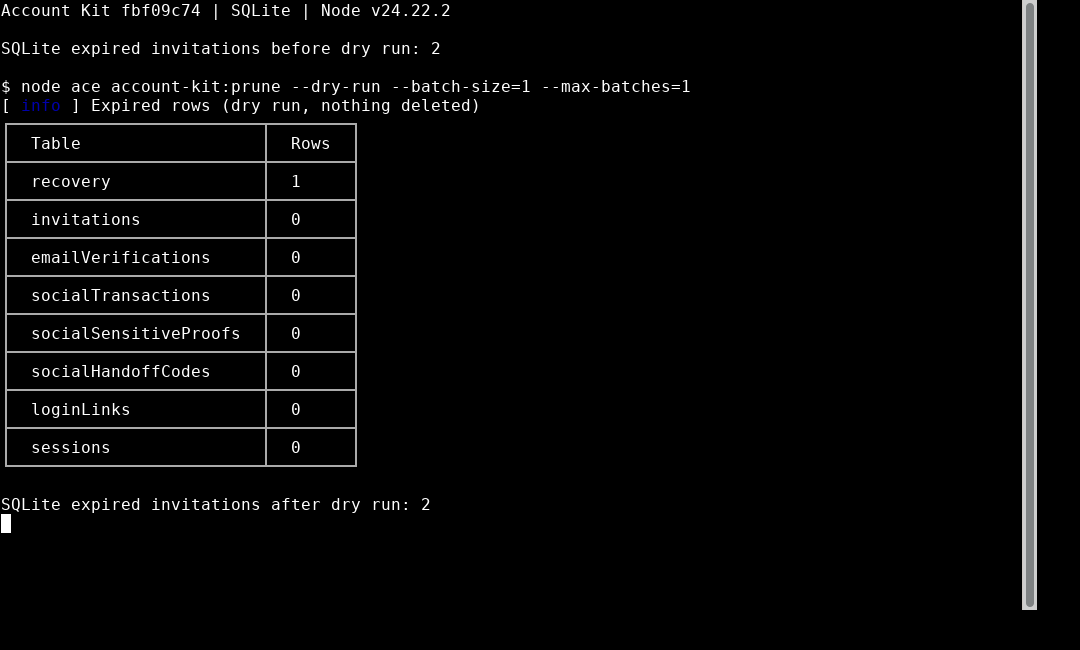 Account Kit fbf09c74 | SQLite | Node v24.22.2
SQLite expired invitations before dry run: 2
$ node ace account-kit:prune --dry-run --batch-size=1 --max-batches=1
[ info ] Expired rows (dry run, nothing deleted)
Table Rows
recovery 1
invitations 0
emailVerifications 0
socialTransactions 0
socialSensitiveProofs 0
socialHandoffCodes 0
loginLinks 0
sessions 0
SQLite expired invitations after dry run: 2